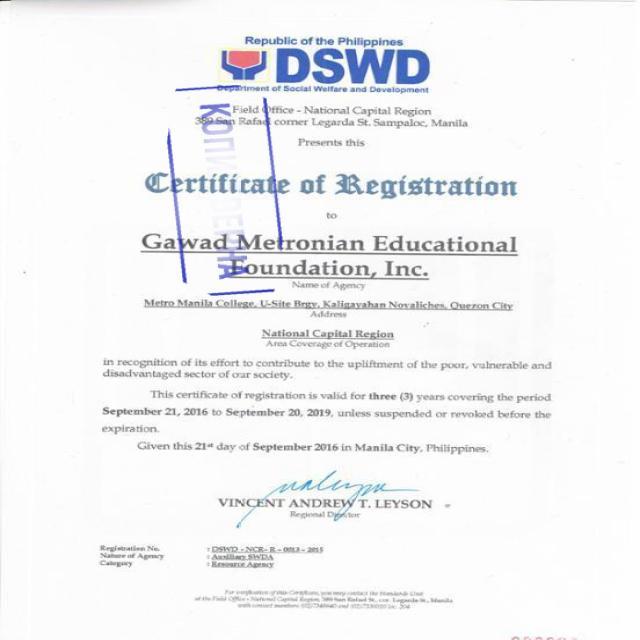 Republic of the Philippines
DSWD
Department of Social Welfare and Development
Field Office - National Capital Region
389 San Rafael corner Legarda St. Sampaloc, Manila
Presents this
Certificate of Registration
to
Gawad Metronian Educational
Foundation, Inc.
Name of Agency
Metro Manila College, U-Site Brgy. Kaligayahan Novaliches, Quezon City
Address
National Capital Region
Area Coverage of Operation
in recognition of its effort to contribute to the upliftment of the poor, vulnerable and
disadvantaged sector of our society.
This certificate of registration is valid for three (3) years covering the period
September 21, 2016 to September 20, 2019, unless suspended or revoked before the
expiration.
Given this 21st day of September 2016 in Manila City, Philippines.
VINCENT ANDREW T. LEYSON
Regional Director
Registration No. : DSWD - NCR- R - 0013 - 2015
Nature of Agency : Auxiliary SWDA
Category : Resource Agency
For verification of this Certificate, you may contact the Standards Unit
at the Field Office - National Capital Region, 389 San Rafael St., cor. Legarda St., Manila
with contact numbers